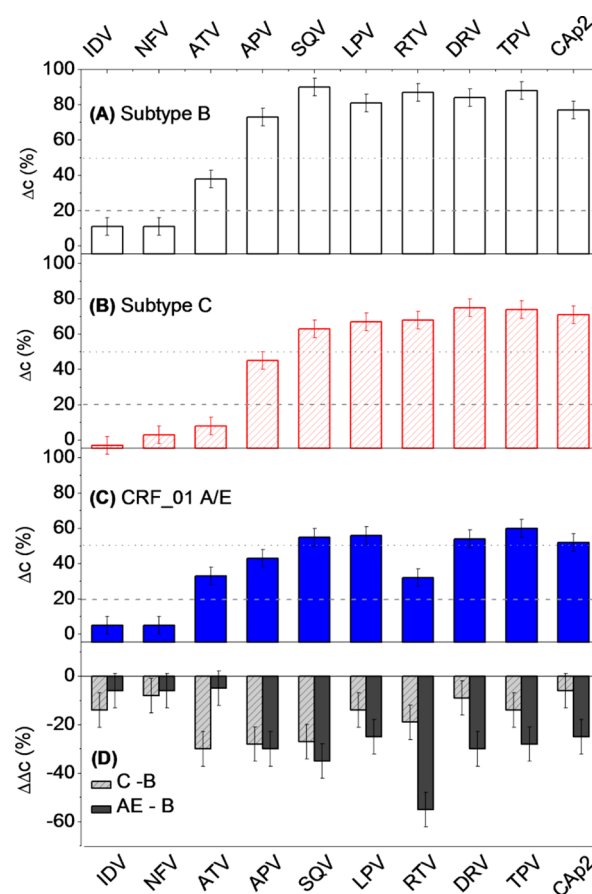 IDV NFV ATV APV SQV LPV RTV DRV TPV CAp2
100
(A) Subtype B
80
60
Δc (%)
40
20
0
100
(B) Subtype C
80
60
Δc (%)
40
20
0
100
(C) CRF_01 A/E
80
60
Δc (%)
40
20
0
0
-20
ΔΔc (%)
-40
(D)
C -B
AE - B
-60
IDV NFV ATV APV SQV LPV RTV DRV TPV CAp2